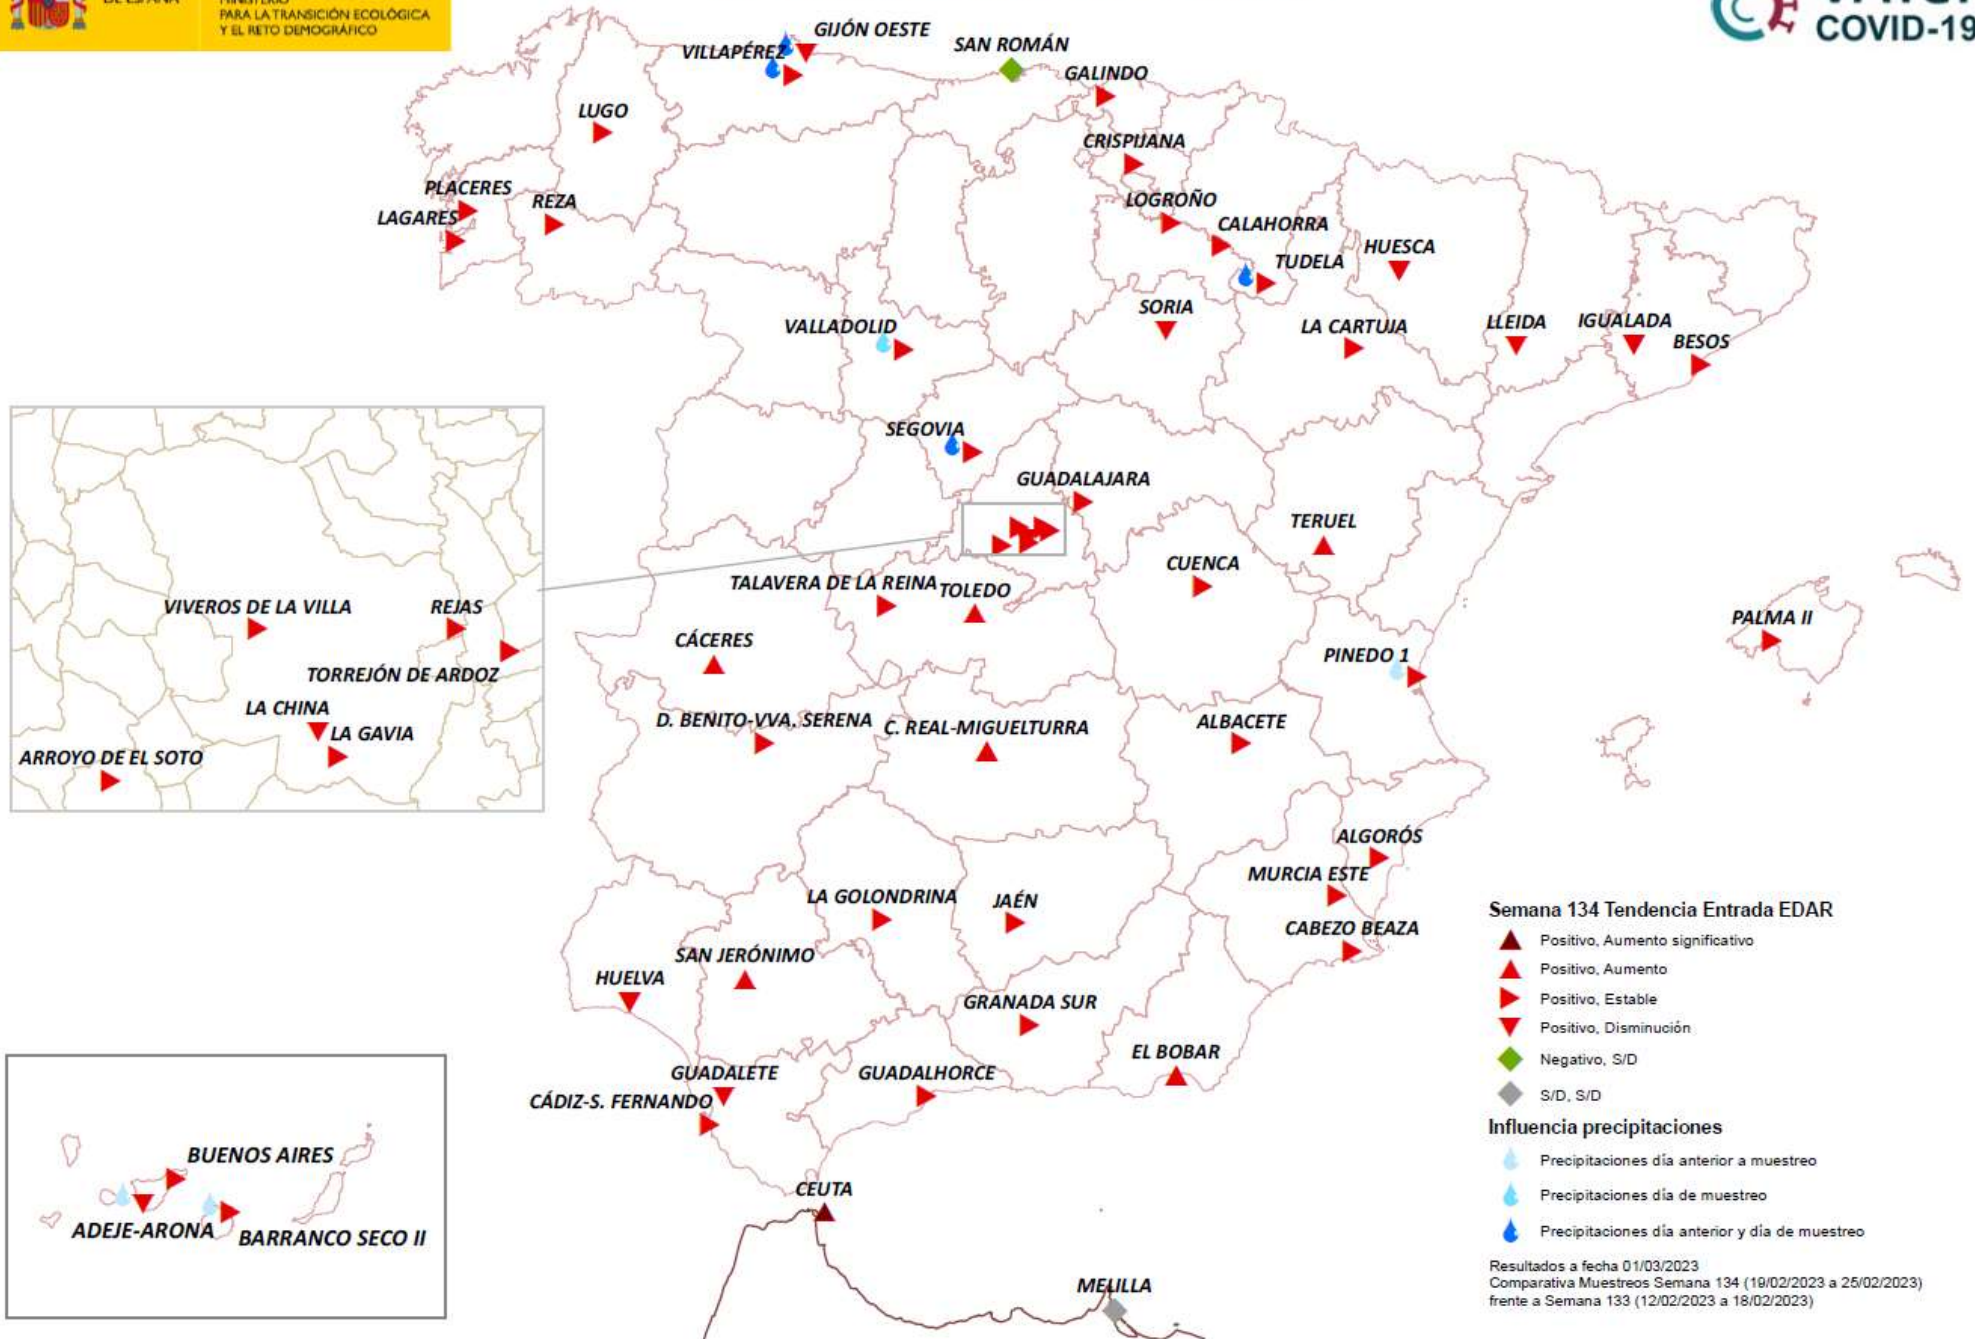 PARA LA TRANSICIÓN ECOLÓGICA
Y EL RETO DEMOGRÁFICO
COVID-19
GIJÓN OESTE
VILLAPÉREZ
SAN ROMÁN
GALINDO
LUGO
CRISPIJANA
PLACERES
REZA
LOGROÑO
LAGARES
CALAHORRA
HUESCA
TUDELA
SORIA
VALLADOLID
LA CARTUJA
LLEIDA
IGUALADA
BESOS
SEGOVIA
GUADALAJARA
TERUEL
CUENCA
TALAVERA DE LA REINA
TOLEDO
VIVEROS DE LA VILLA
REJAS
PALMA II
CÁCERES
PINEDO 1
TORREJÓN DE ARDOZ
LA CHINA
LA GAVIA
D. BENITO-VVA. SERENA
C. REAL-MIGUELTURRA
ALBACETE
ARROYO DE EL SOTO
ALGORÓS
MURCIA ESTE
LA GOLONDRINA
JAÉN
CABEZO BEAZA
SAN JERÓNIMO
HUELVA
GRANADA SUR
EL BOBAR
GUADALETE
GUADALHORCE
CÁDIZ-S. FERNANDO
BUENOS AIRES
ADEJE-ARONA
BARRANCO SECO II
CEUTA
MELILLA
Semana 134 Tendencia Entrada EDAR
Positivo, Aumento significativo
Positivo, Aumento
Positivo, Estable
Positivo, Disminución
Negativo, S/D
S/D, S/D
Influencia precipitaciones
Precipitaciones día anterior a muestreo
Precipitaciones día de muestreo
Precipitaciones día anterior y día de muestreo
Resultados a fecha 01/03/2023
Comparativa Muestreos Semana 134 (19/02/2023 a 25/02/2023)
frente a Semana 133 (12/02/2023 a 18/02/2023)